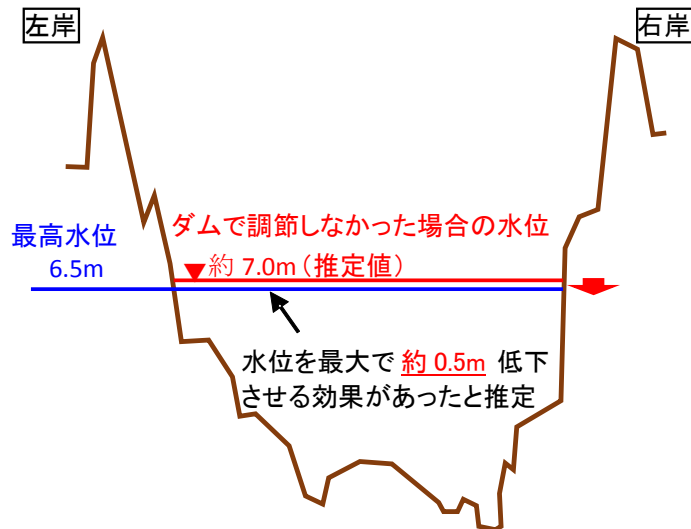 左岸
右岸
ダムで調節しなかった場合の水位
最高水位
6.5m
約 7.0m（推定値）
水位を最大で 約 0.5m 低下
させる効果があったと推定